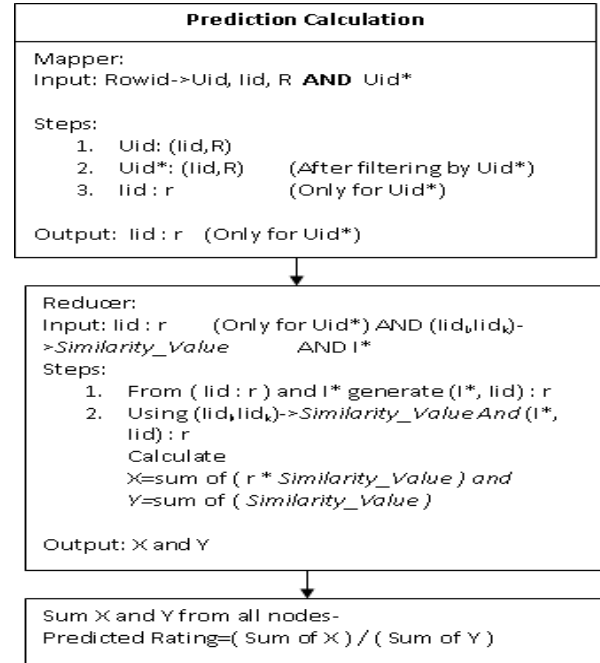 Prediction Calculation
Mapper:
Input: Rowid->Uid, Iid, R AND Uid*
Steps:
1. Uid: (Iid,R)
2. Uid*: (Iid,R) (After filtering by Uid*)
3. Iid : r (Only for Uid*)
Output: Iid : r (Only for Uid*)
Reducer:
Input: Iid : r (Only for Uid*) AND (Iidᵢ,Iidₖ)-
>Similarity_Value AND I*
Steps:
1. From ( Iid : r ) and I* generate (I*, Iid) : r
2. Using (Iidᵢ,Iidₖ)->Similarity_Value And (I*,
Iid) : r
Calculate
X=sum of ( r * Similarity_Value ) and
Y=sum of ( Similarity_Value )
Output: X and Y
Sum X and Y from all nodes-
Predicted Rating=( Sum of X ) / ( Sum of Y )